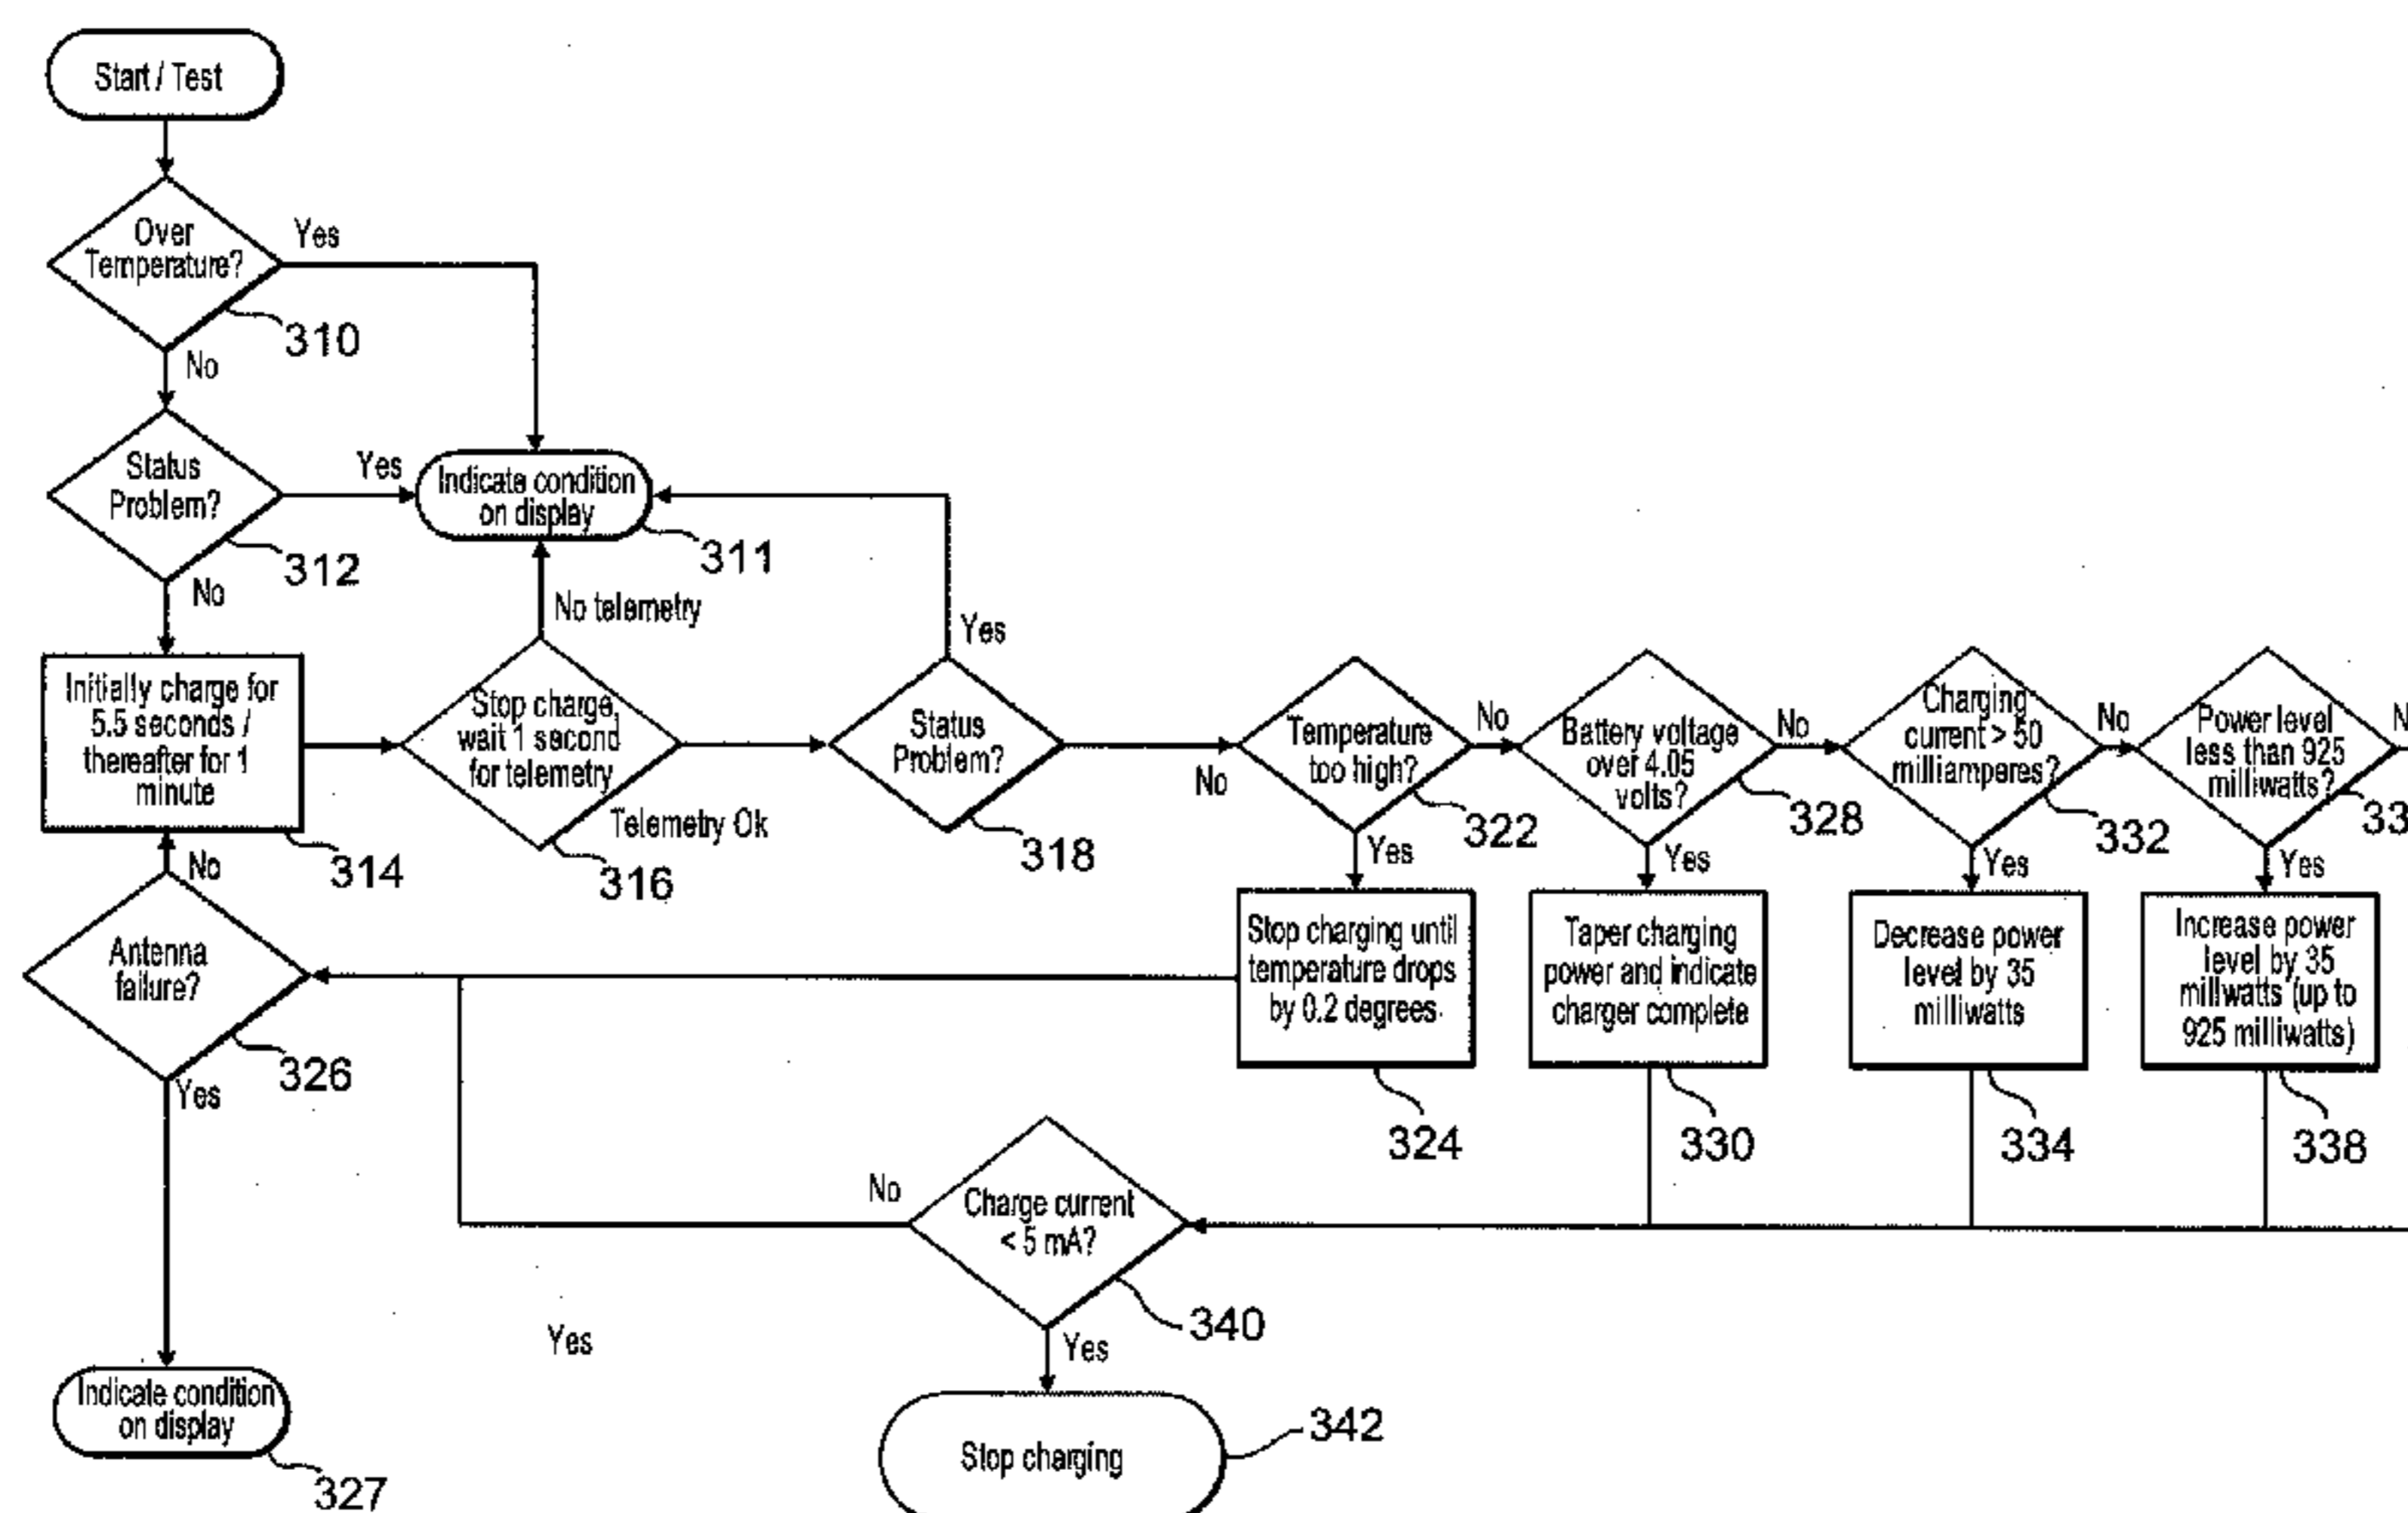 Start / Test
Over
Temperature?
Yes
310
No
Status
Problem?
Yes
312
No
Indicate condition
on display
311
No telemetry
Yes
Initially charge for
5.5 seconds /
thereafter for 1
minute
314
Stop charge,
wait 1 second
for telemetry
Telemetry Ok
316
Status
Problem?
318
No
Temperature
too high?
322
No
Yes
Battery voltage
over 4.05
volts?
328
No
Yes
Charging
current > 50
milliamperes?
332
No
Yes
Power level
less than 925
milliwatts?
Yes
No
Antenna
failure?
326
Yes
Stop charging until
temperature drops
by 0.2 degrees
324
Taper charging
power and indicate
charger complete
330
Decrease power
level by 35
milliwatts
334
Increase power
level by 35
millwatts (up to
925 milliwatts)
338
No
Charge current
< 5 mA?
340
Yes
Yes
Indicate condition
on display
327
Stop charging
342